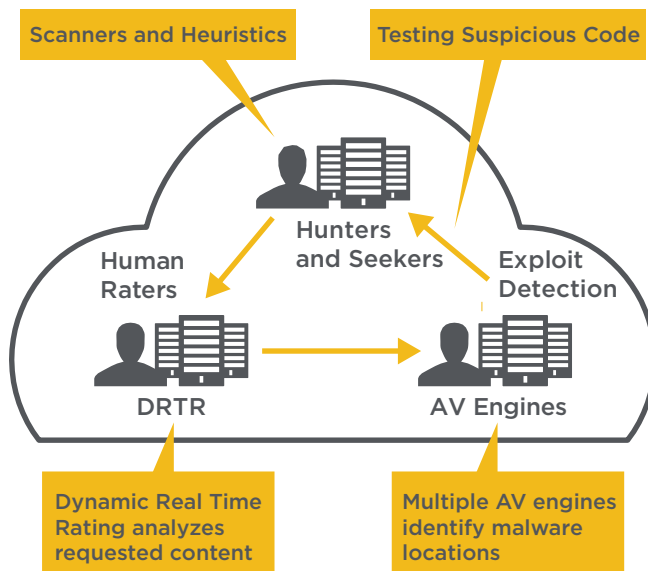 Scanners and Heuristics
Testing Suspicious Code
Hunters
and Seekers
Human
Raters
Exploit
Detection
DRTR
AV Engines
Dynamic Real Time
Rating analyzes
requested content
Multiple AV engines
identify malware
locations